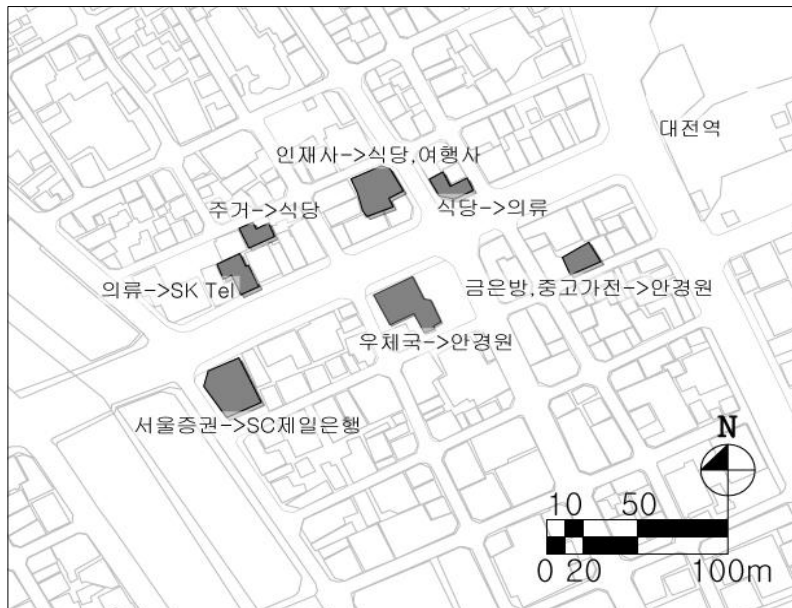 대전역
인재사->식당,여행사
주거->식당
식당->의류
의류->SK Tel
금은방,중고가전->안경원
우체국->안경원
서울증권->SC제일은행
N
10 50
0 20 100m